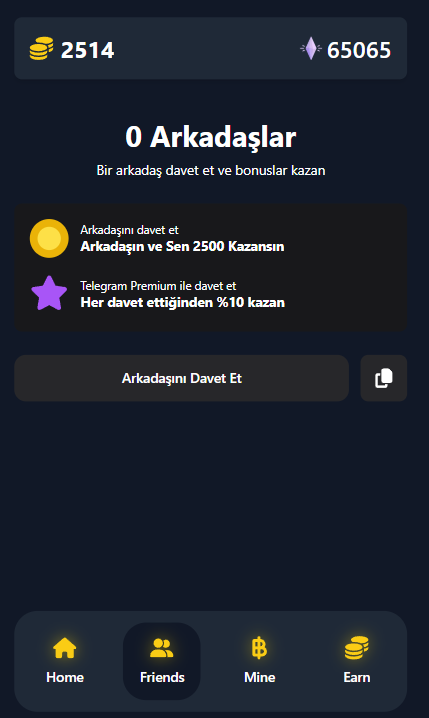 2514
65065
0 Arkadaşlar
Bir arkadaş davet et ve bonuslar kazan
Arkadaşını davet et
Arkadaşın ve Sen 2500 Kazansın
Telegram Premium ile davet et
Her davet ettiğinden %10 kazan
Arkadaşını Davet Et
Home
Friends
Mine
Earn